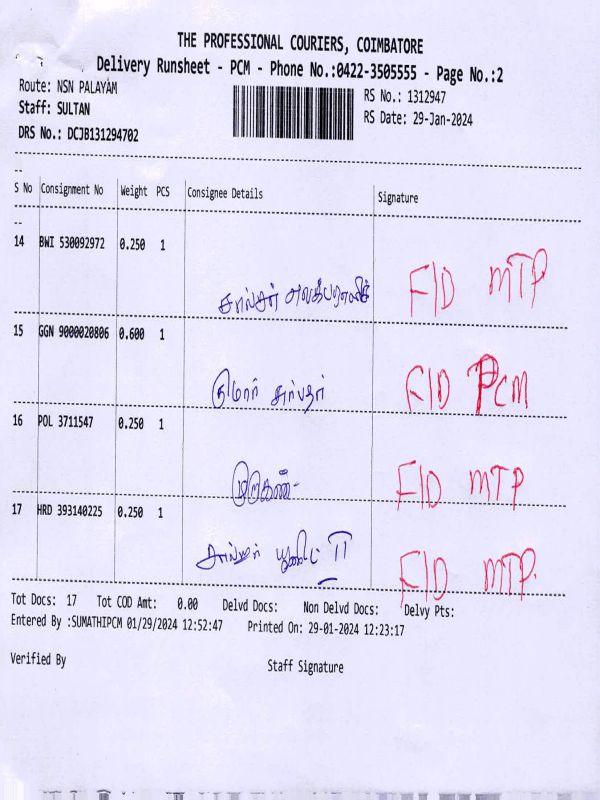 THE PROFESSIONAL COURIERS, COIMBATORE
Delivery Runsheet - PCM - Phone No.:0422-3505555 - Page No.:2
Route: NSN PALAYAM
RS No.: 1312947
Staff: SULTAN
RS Date: 29-Jan-2024
DRS No.: DCJB131294702
--
S No Consignment No Weight PCS Consignee Details Signature
--
14 BWI 530092972 0.250 1
F/D MTP
15 GGN 9000020806 0.600 1
குமார்
F/D PCM
16 POL 3711547 0.250 1
முருகன்-
F/D MTP
17 HRD 393140225 0.250 1
யூனிட் II
F/D MTP.
Tot Docs: 17 Tot COD Amt: 0.00 Delvd Docs: Non Delvd Docs: Delvy Pts:
Entered By :SUMATHIPCM 01/29/2024 12:52:47 Printed On: 29-01-2024 12:23:17
Verified By Staff Signature